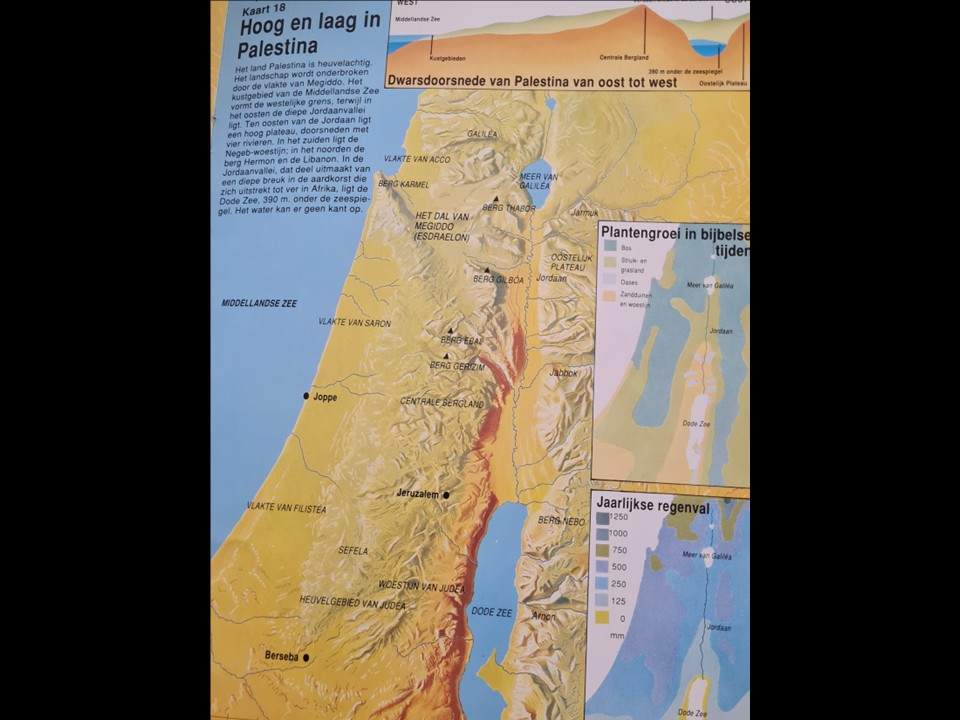 Kaart 18
Hoog en laag in
Palestina
Het land Palestina is heuvelachtig.
Het landschap wordt onderbroken
door de vlakte van Megiddo. Het
kustgebied van de Middellandse Zee
vormt de westelijke grens, terwijl in
het oosten de diepe Jordaanvallei
ligt. Ten oosten van de Jordaan ligt
een hoog plateau, doorsneden met
vier rivieren. In het zuiden ligt de
Negeb-woestijn; in het noorden de
berg Hermon en de Libanon. In de
Jordaanvallei, dat deel uitmaakt van
een diepe breuk in de aardkorst die
zich uitstrekt tot ver in Afrika, ligt de
Dode Zee, 390 m. onder de zeespie-
gel. Het water kan er geen kant op.
WEST
Middellandse Zee
Kustgebieden
Centrale Bergland
390 m onder de zeespiegel
Oostelijk Plateau
Dwarsdoorsnede van Palestina van oost tot west
GALILÉA
VLAKTE VAN ACCO
MEER VAN
GALILÉA
BERG KARMEL
BERG THABOR
HET DAL VAN
MEGIDDO
(ESDRAELON)
Jarmuk
OOSTELIJK
PLATEAU
BERG GILBOA
Jordaan
MIDDELLANDSE ZEE
VLAKTE VAN SARON
BERG EBAL
BERG GERIZIM
Jabbok
Joppe
CENTRALE BERGLAND
Jeruzalem
VLAKTE VAN FILISTEA
BERG NEBO
SEFELA
WOESTIJN VAN JUDEA
HEUVELGEBIED VAN JUDEA
DODE ZEE
Arnon
Berseba
Plantengroei in bijbelse
tijden
Bos
Struik- en
grasland
Oases
Zandduinen
en woestijn
Meer van Galiléa
Jordaan
Dode Zee
Jaarlijkse regenval
1250
1000
750
500
250
125
0
mm
Meer van Galiléa
Jordaan
Dode Zee